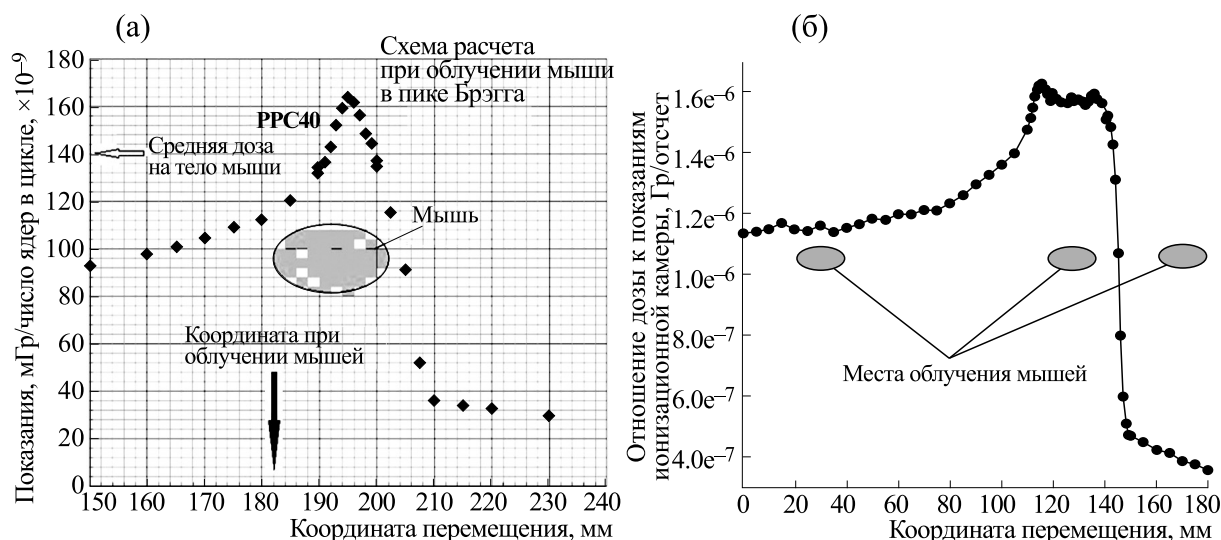 (а)
Показания, мГр/число ядер в цикле, ×10⁻⁹
180
160
140
120
100
80
60
40
20
0
150
160
170
180
190
200
210
220
230
240
Координата перемещения, мм
Схема расчета
при облучении мыши
в пике Брэгга
PPC40
Средняя доза
на тело мыши
Мышь
Координата при
облучении мышей
(б)
Отношение дозы к показаниям
ионизационной камеры, Гр/отсчет
1.6e⁻⁶
1.4e⁻⁶
1.2e⁻⁶
1.0e⁻⁶
8.0e⁻⁷
6.0e⁻⁷
4.0e⁻⁷
0
20
40
60
80
100
120
140
160
180
Координата перемещения, мм
Места облучения мышей